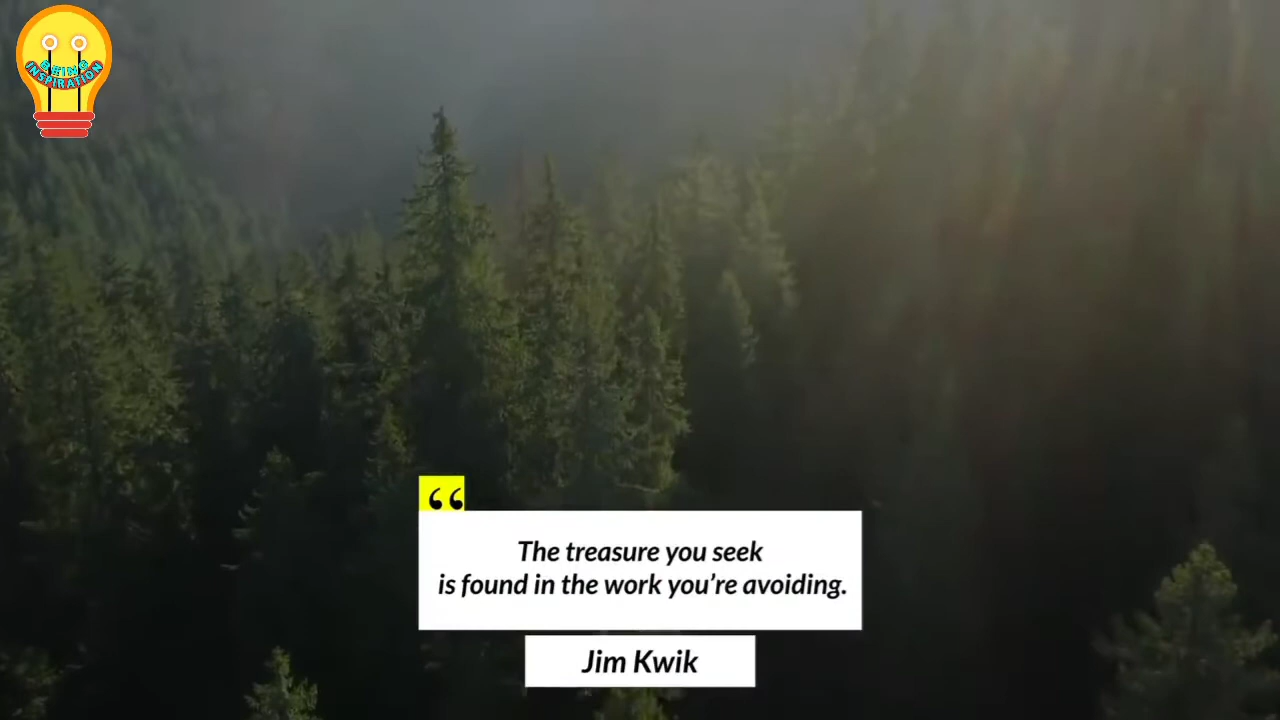 BEING
INSPIRATION
“
The treasure you seek
is found in the work you’re avoiding.
Jim Kwik